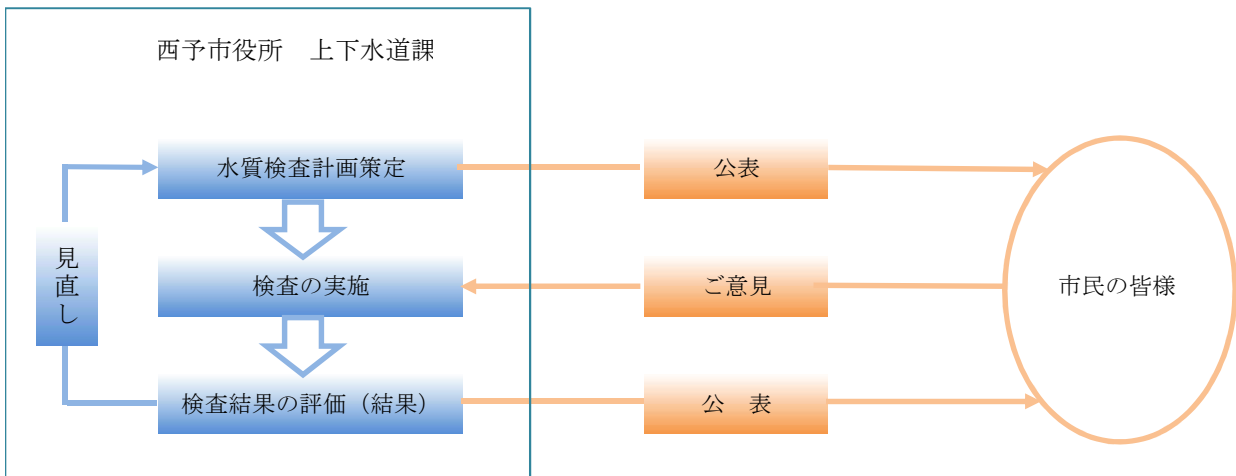 西予市役所　上下水道課
水質検査計画策定
公表
見直し
検査の実施
ご意見
市民の皆様
検査結果の評価（結果）
公　表